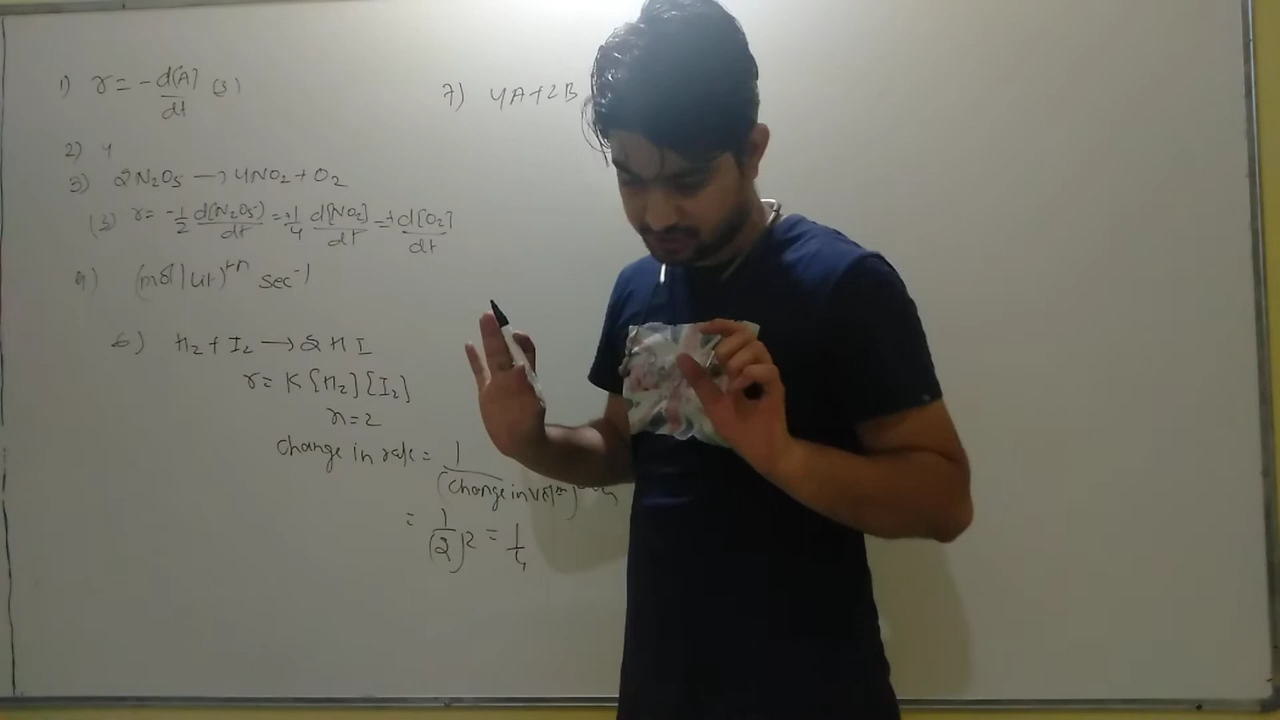 1) r = -d[A]/dt (3)
2) 4
3) 2N2O5 → 4NO2 + O2
(3) r = -1/2 d[N2O5]/dt = +1/4 d[NO2]/dt = + d[O2]/dt
4) (mol/lit)^1-n sec^-1
6) H2 + I2 → 2HI
r = K[H2][I2]
n = 2
Change in rate = 1/(Change in
= 1/(2)^2 = 1/4
7) 4A+2B